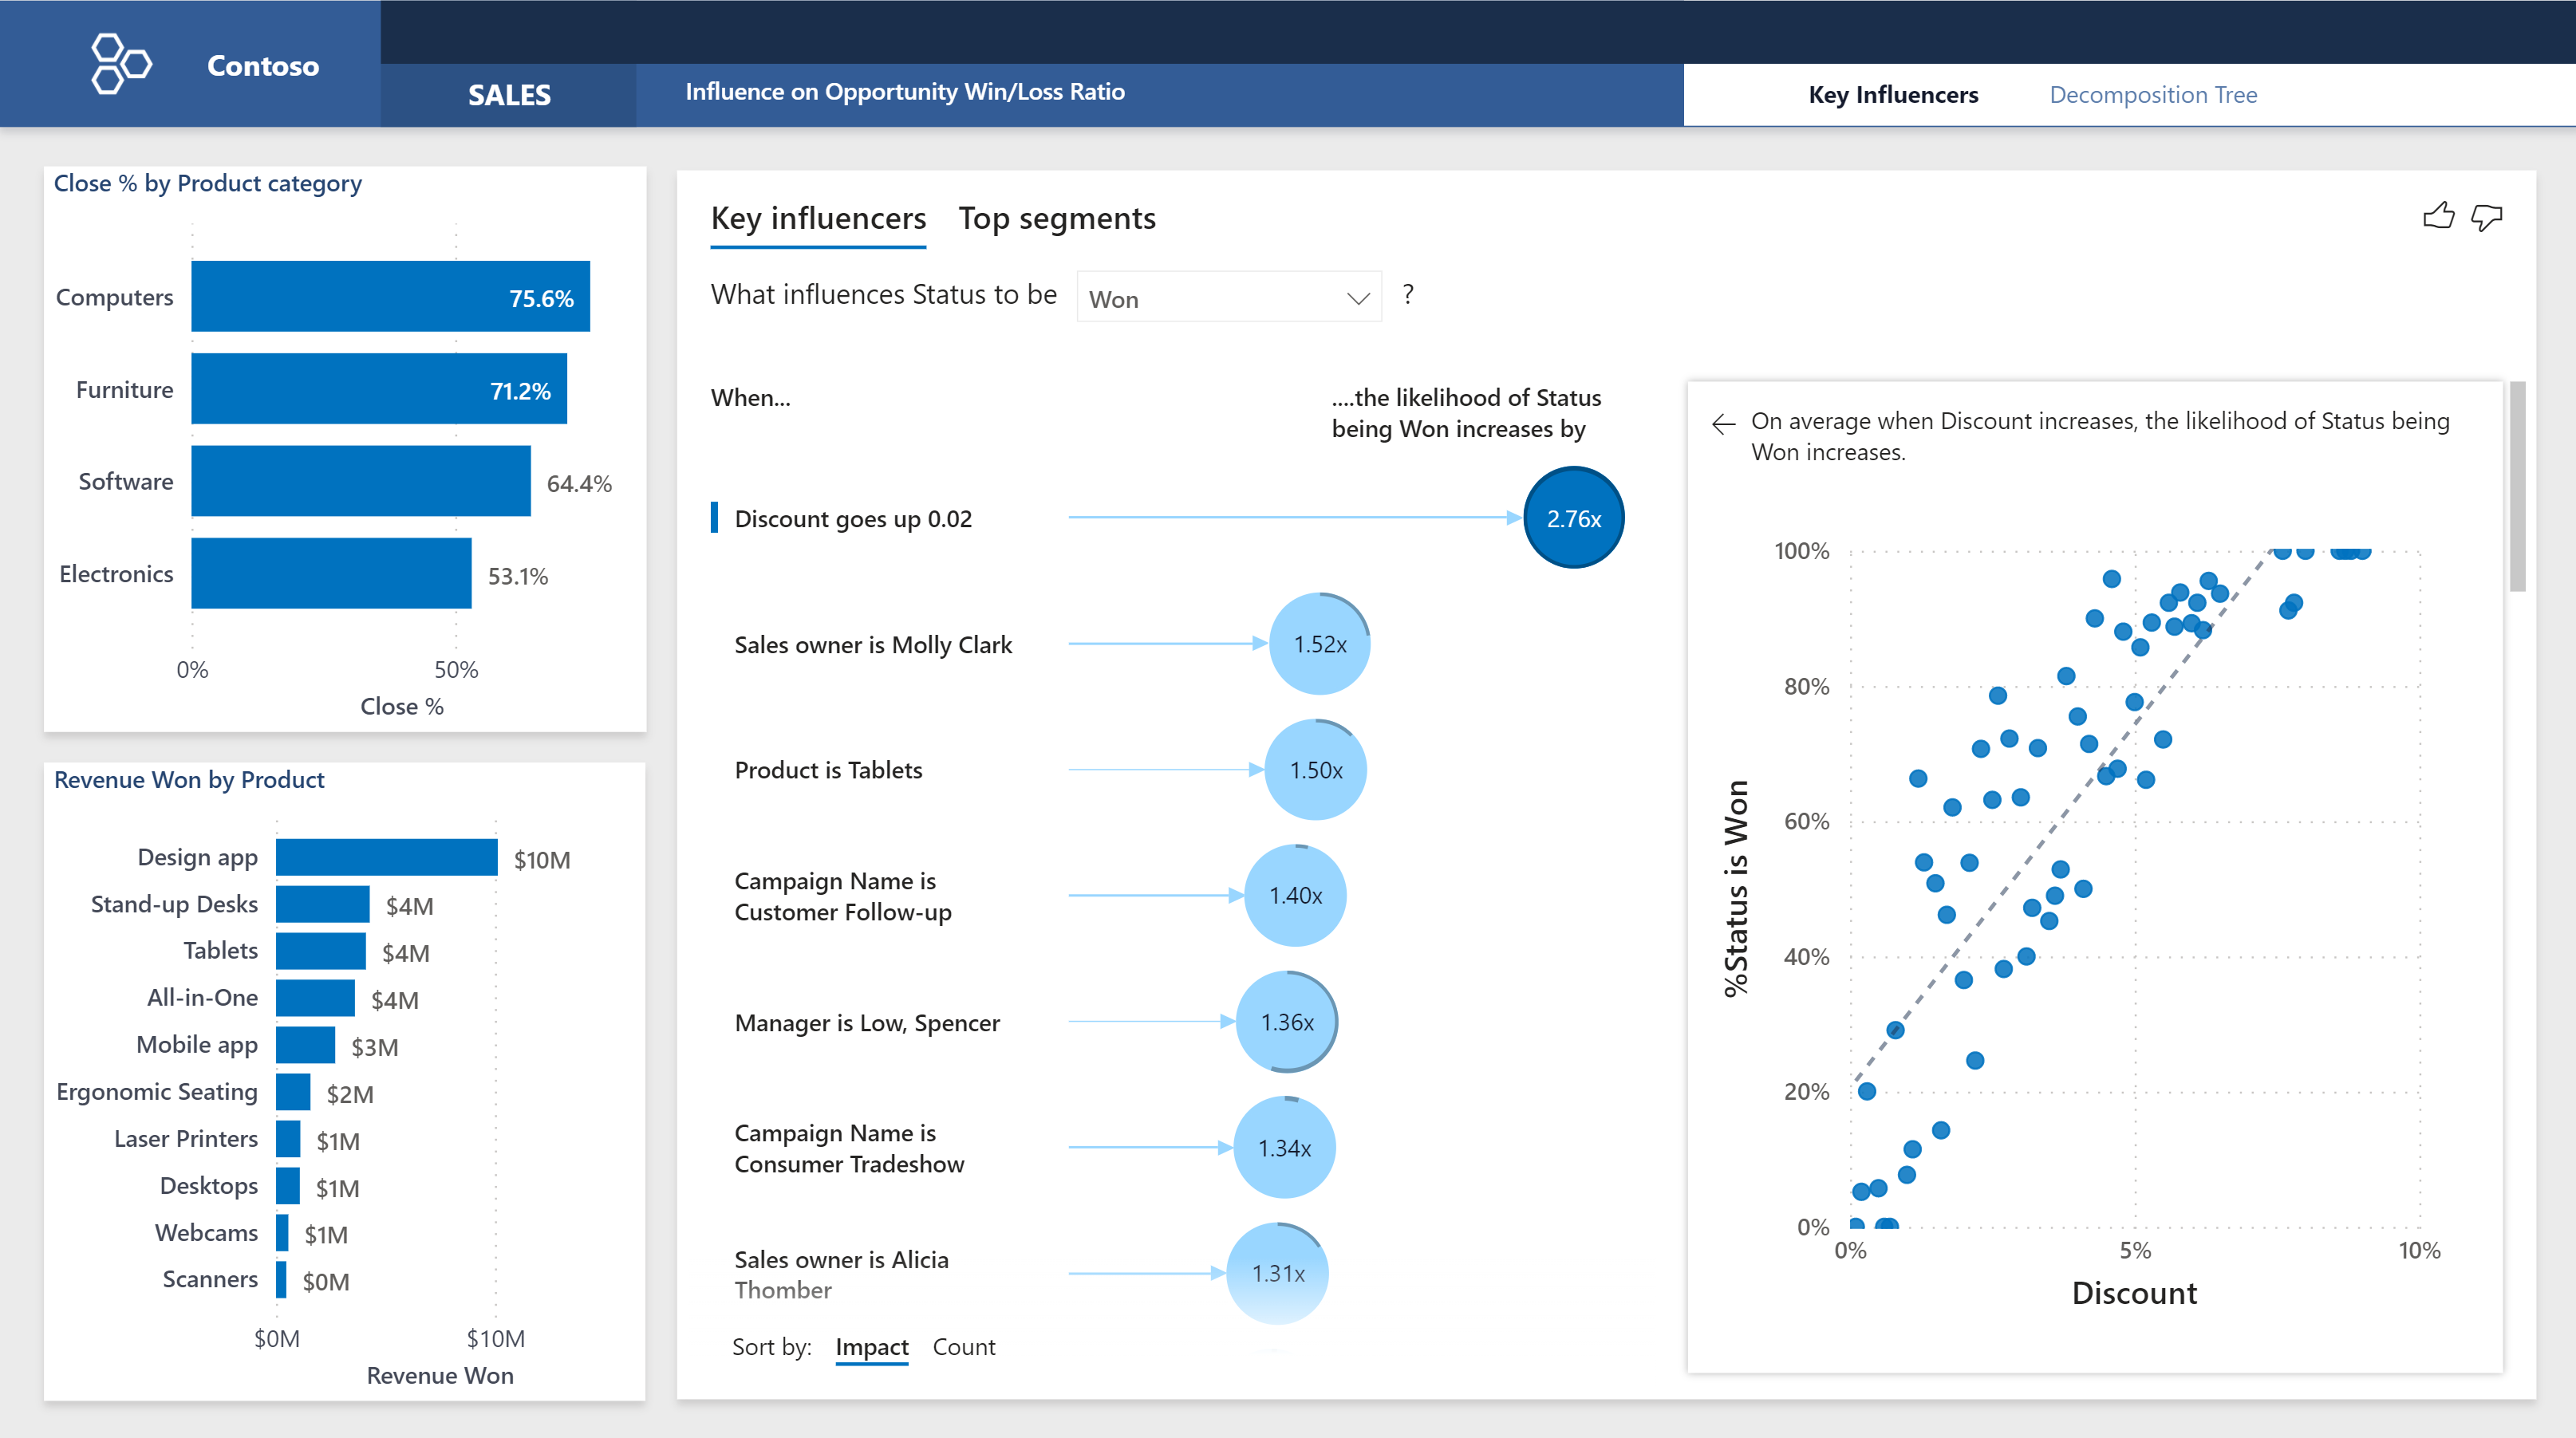 Contoso
SALES
Influence on Opportunity Win/Loss Ratio
Key Influencers
Decomposition Tree
Close % by Product category
Computers
75.6%
Furniture
71.2%
Software
64.4%
Electronics
53.1%
0%
50%
Close %
Revenue Won by Product
Design app
$10M
Stand-up Desks
$4M
Tablets
$4M
All-in-One
$4M
Mobile app
$3M
Ergonomic Seating
$2M
Laser Printers
$1M
Desktops
$1M
Webcams
$1M
Scanners
$0M
$0M
$10M
Revenue Won
Key influencers
Top segments
What influences Status to be
Won
?
When...
....the likelihood of Status
being Won increases by
Discount goes up 0.02
2.76x
Sales owner is Molly Clark
1.52x
Product is Tablets
1.50x
Campaign Name is
Customer Follow-up
1.40x
Manager is Low, Spencer
1.36x
Campaign Name is
Consumer Tradeshow
1.34x
Sales owner is Alicia
Thomber
1.31x
Sort by:
Impact
Count
On average when Discount increases, the likelihood of Status being
Won increases.
%Status is Won
100%
80%
60%
40%
20%
0%
0%
5%
10%
Discount